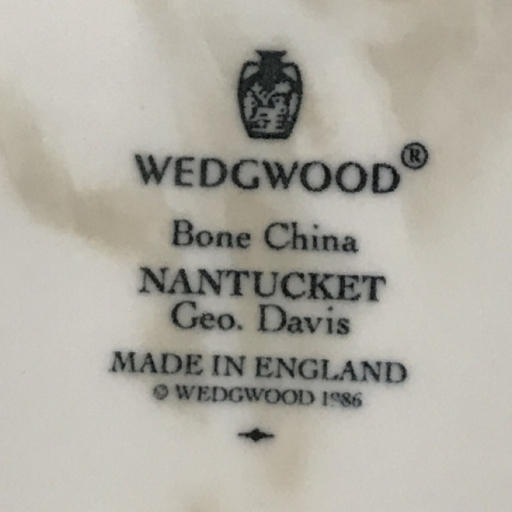 WEDGWOOD®
Bone China
NANTUCKET
Geo. Davis
MADE IN ENGLAND
© WEDGWOOD 1986